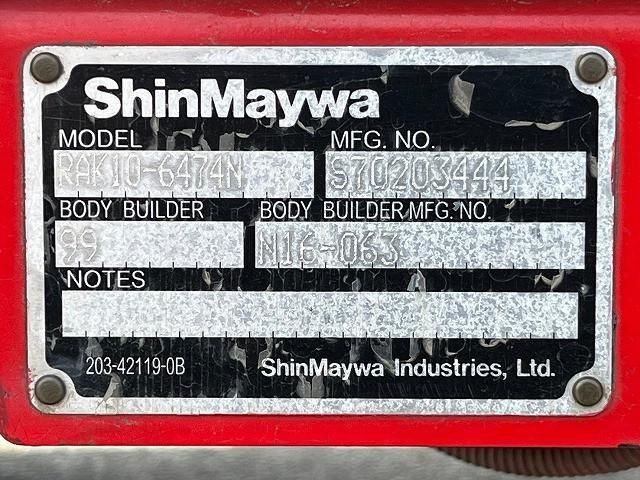 ShinMaywa
MODEL MFG. NO.
RAK10-6474N S70203444
BODY BUILDER BODY BUILDER MFG. NO.
99 N16-063
NOTES
203-42119-0B ShinMaywa Industries, Ltd.